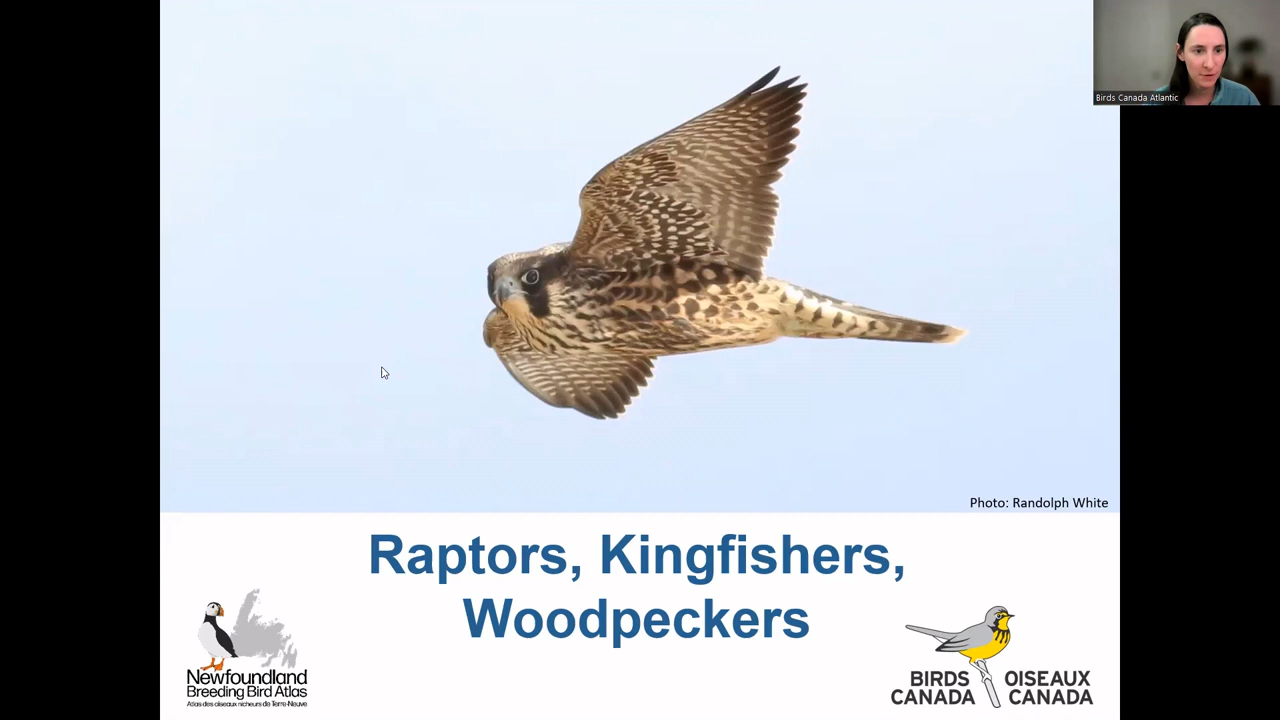 Birds Canada Atlantic
Photo: Randolph White
Raptors, Kingfishers,
Woodpeckers
Newfoundland
Breeding Bird Atlas
Atlas des oiseaux nicheurs de Terre-Neuve
BIRDS CANADA
OISEAUX CANADA